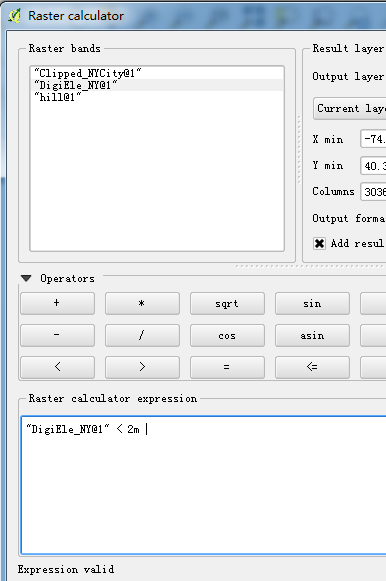 Raster calculator
Raster bands
"Clipped_NYCity@1"
"DigiEle_NY@1"
"hill@1"
Result layer
Output layer
Current laye
X min -74.
Y min 40.3
Columns 3036
Output forma
Add resul
Operators
+ * sqrt sin
- / cos asin
< > = <=
Raster calculator expression
"DigiEle_NY@1" < 2m
Expression valid